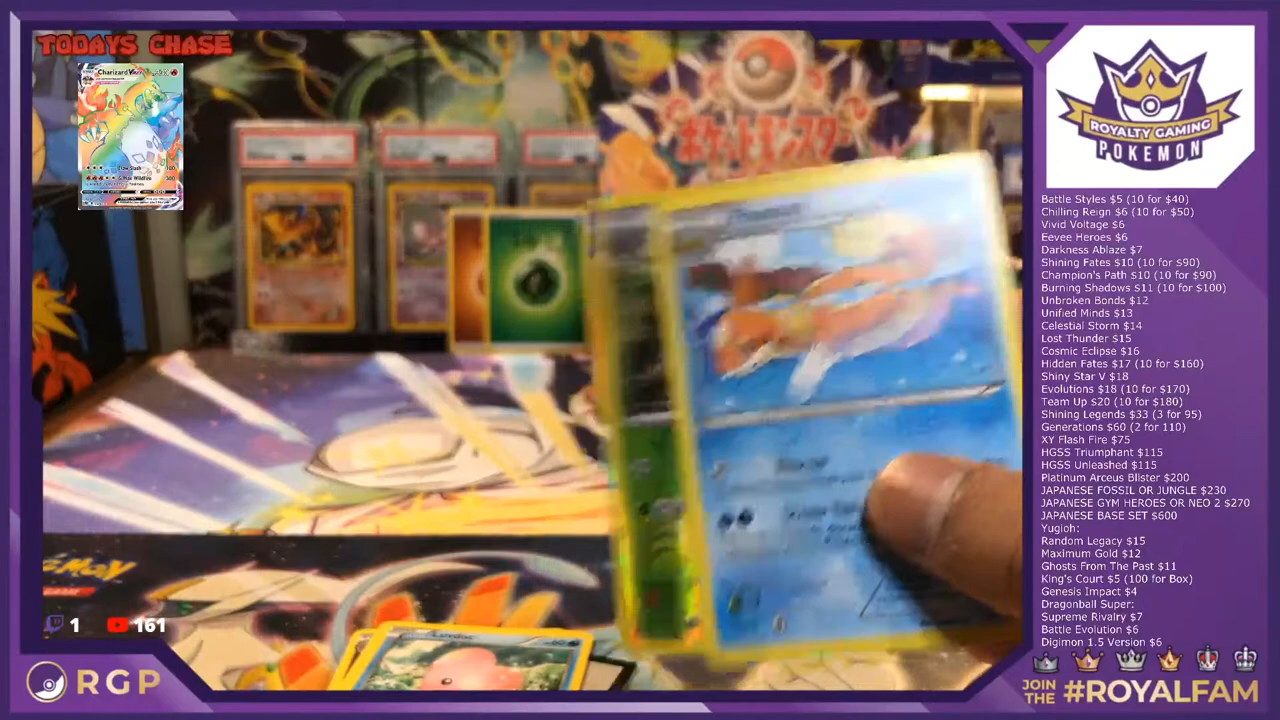 TODAYS CHASE
Charizard
G-Max Wildfire 300
ポケットモンスター
ROYALTY GAMING
POKEMON
Battle Styles $5 (10 for $40)
Chilling Reign $6 (10 for $50)
Vivid Voltage $6
Eevee Heroes $6
Darkness Ablaze $7
Shining Fates $10 (10 for $90)
Champion's Path $10 (10 for $90)
Burning Shadows $11 (10 for $100)
Unbroken Bonds $12
Unified Minds $13
Celestial Storm $14
Lost Thunder $15
Cosmic Eclipse $16
Hidden Fates $17 (10 for $160)
Shiny Star V $18
Evolutions $18 (10 for $170)
Team Up $20 (10 for $180)
Shining Legends $33 (3 for 95)
Generations $60 (2 for 110)
XY Flash Fire $75
HGSS Triumphant $115
HGSS Unleashed $115
Platinum Arceus Blister $200
JAPANESE FOSSIL OR JUNGLE $230
JAPANESE GYM HEROES OR NEO 2 $270
JAPANESE BASE SET $600
Yugioh:
Random Legacy $15
Maximum Gold $12
Ghosts From The Past $11
King's Court $5 (100 for Box)
Genesis Impact $4
Dragonball Super:
Supreme Rivalry $7
Battle Evolution $6
Digimon 1.5 Version $6
1
161
RGP
JOIN
THE
#ROYALFAM